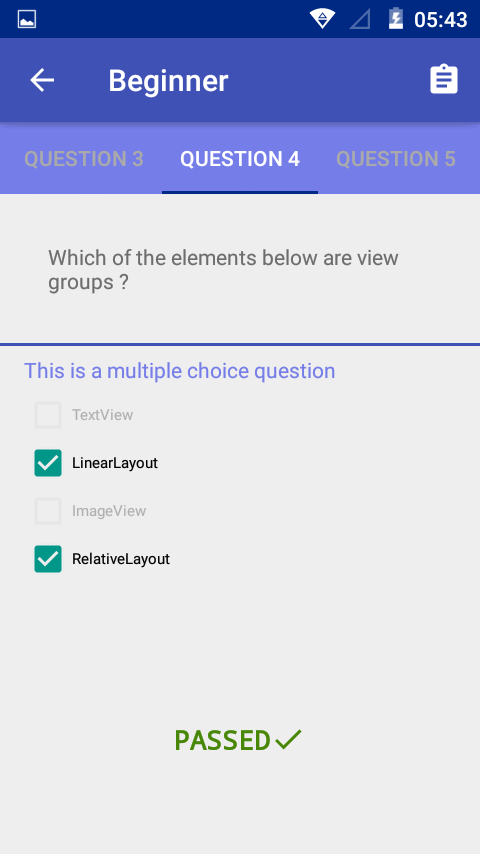 05:43
Beginner
QUESTION 3 QUESTION 4 QUESTION 5
Which of the elements below are view
groups ?
This is a multiple choice question
TextView
LinearLayout
ImageView
RelativeLayout
PASSED